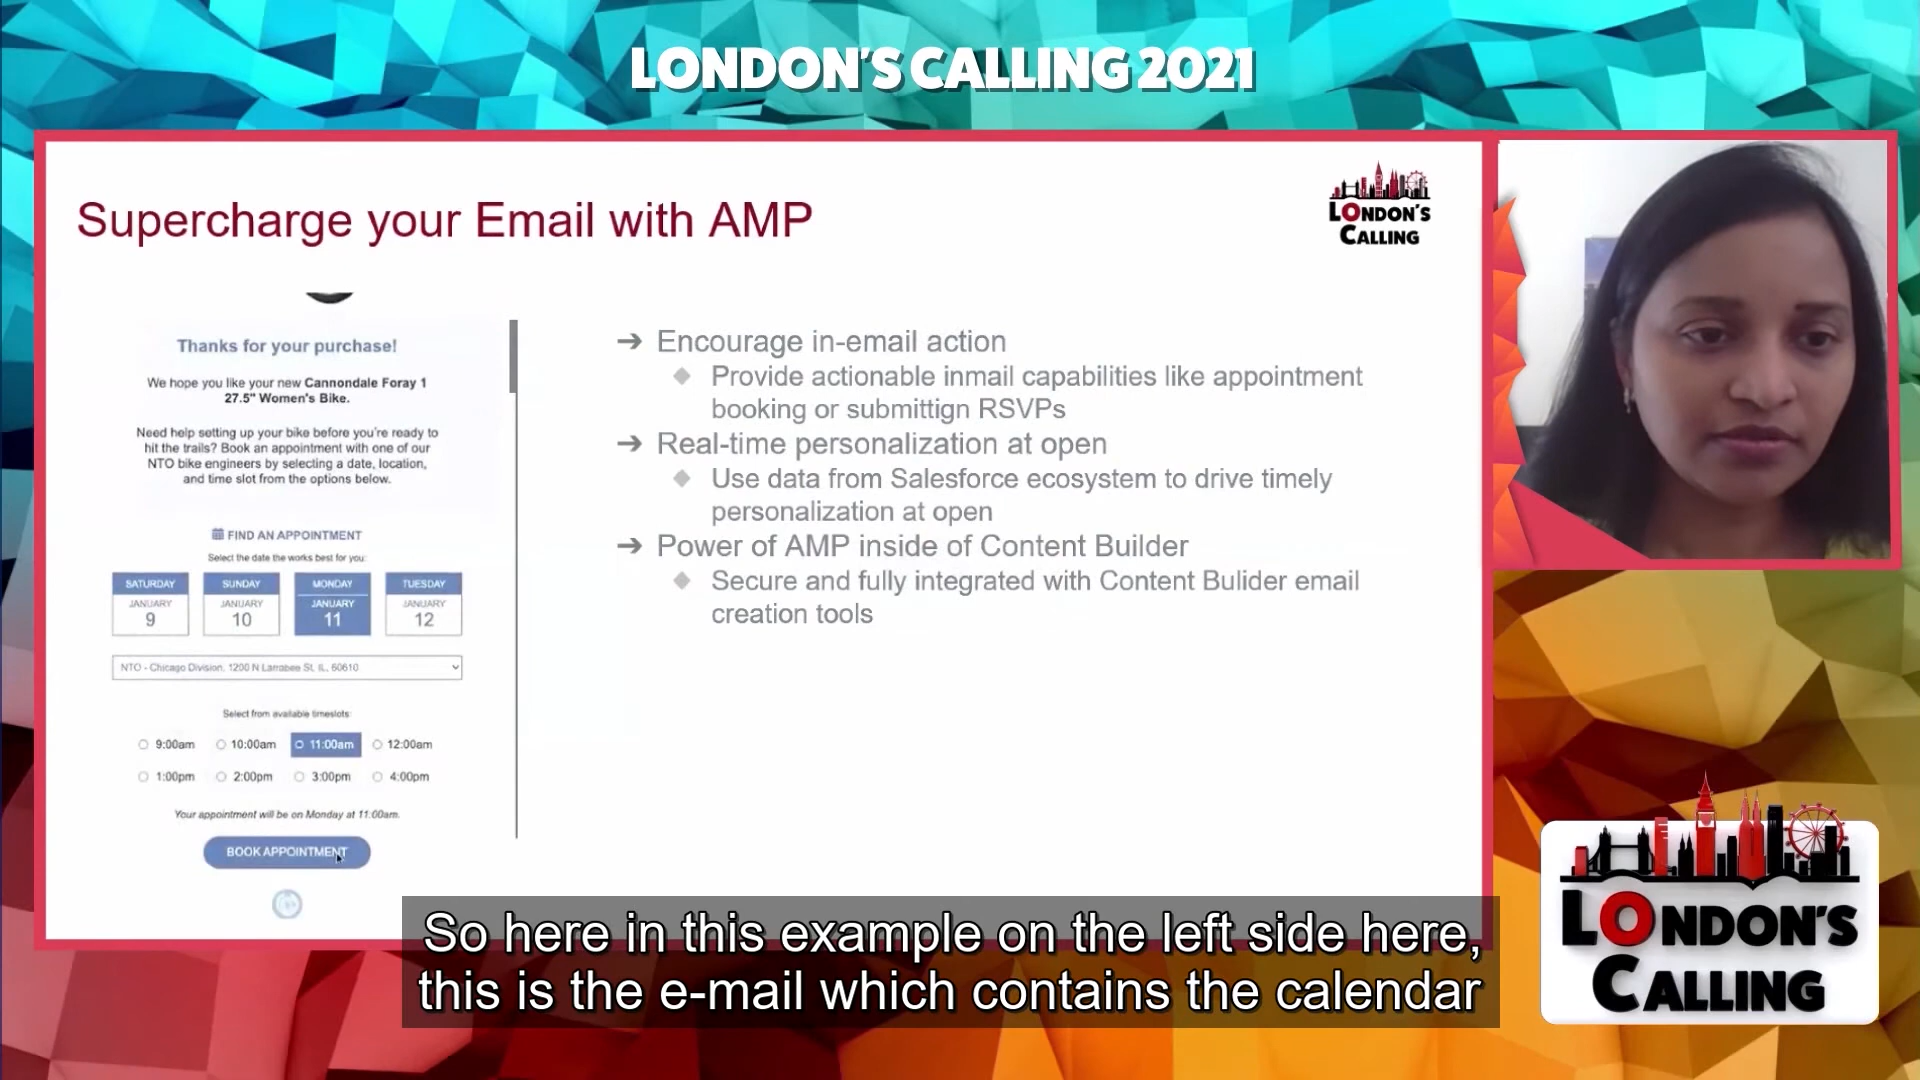 LONDON'S CALLING 2021
Supercharge your Email with AMP
LONDON'S
CALLING
Thanks for your purchase!
We hope you like your new Cannondale Foray 1
27.5" Women's Bike.
Need help setting up your bike before you're ready to
hit the trails? Book an appointment with one of our
NTO bike engineers by selecting a date, location,
and time slot from the options below.
FIND AN APPOINTMENT
Select the date the works best for you:
SATURDAY SUNDAY MONDAY TUESDAY
JANUARY JANUARY JANUARY JANUARY
9 10 11 12
NTO - Chicago Division, 1200 N Larrabee St, IL, 60610
Select from available timeslots:
9:00am 10:00am 11:00am 12:00am
1:00pm 2:00pm 3:00pm 4:00pm
Your appointment will be on Monday at 11:00am.
BOOK APPOINTMENT
➔ Encourage in-email action
◆ Provide actionable inmail capabilities like appointment
booking or submittign RSVPs
➔ Real-time personalization at open
◆ Use data from Salesforce ecosystem to drive timely
personalization at open
➔ Power of AMP inside of Content Builder
◆ Secure and fully integrated with Content Bulider email
creation tools
So here in this example on the left side here,
this is the e-mail which contains the calendar
LONDON'S
CALLING